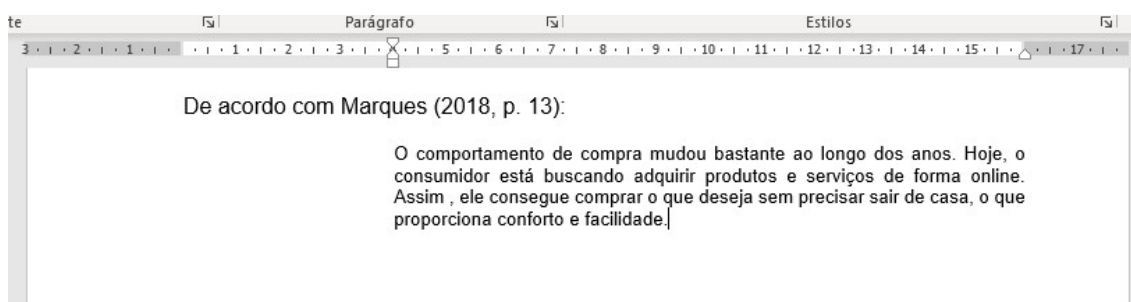 te Parágrafo Estilos
3 2 1 1 2 3 5 6 7 8 9 10 11 12 13 14 15 17
De acordo com Marques (2018, p. 13):
O comportamento de compra mudou bastante ao longo dos anos. Hoje, o
consumidor está buscando adquirir produtos e serviços de forma online.
Assim , ele consegue comprar o que deseja sem precisar sair de casa, o que
proporciona conforto e facilidade.